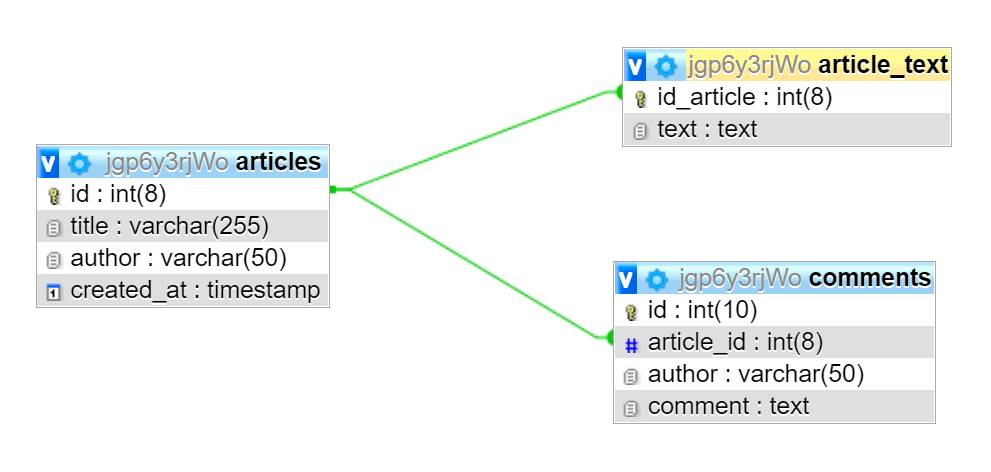 v jgp6y3rjWo articles
id : int(8)
title : varchar(255)
author : varchar(50)
1 created_at : timestamp
v jgp6y3rjWo article_text
id_article : int(8)
text : text
v jgp6y3rjWo comments
id : int(10)
# article_id : int(8)
author : varchar(50)
comment : text